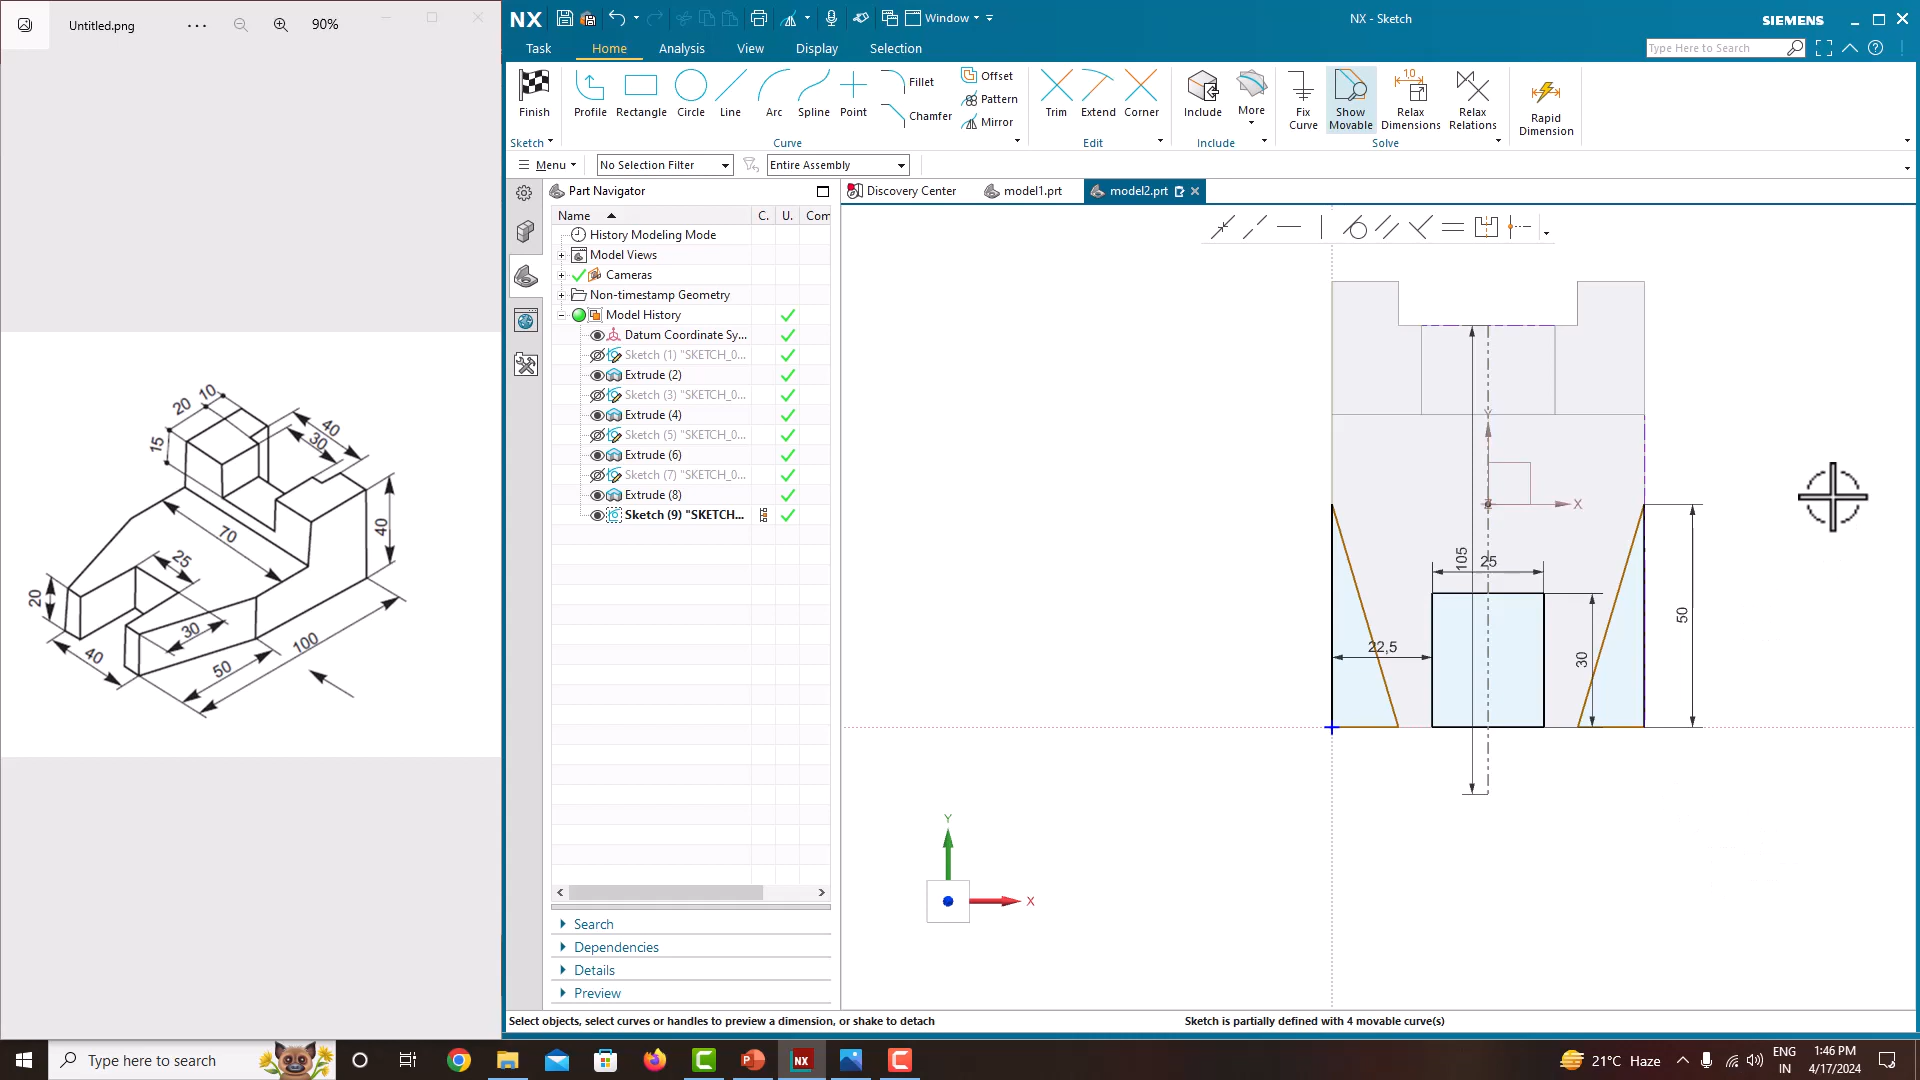 Untitled.png
90%
NX
Window
NX - Sketch
SIEMENS
Task
Home
Analysis
View
Display
Selection
Type Here to Search
Finish
Profile
Rectangle
Circle
Line
Arc
Spline
Point
Fillet
Chamfer
Offset
Pattern
Mirror
Trim
Extend
Corner
Include
More
Fix Curve
Show Movable
Relax Dimensions
Relax Relations
Rapid Dimension
Sketch
Curve
Edit
Include
Solve
Menu
No Selection Filter
Entire Assembly
Part Navigator
Discovery Center
model1.prt
model2.prt
Name
C.
U.
Com
History Modeling Mode
Model Views
Cameras
Non-timestamp Geometry
Model History
Datum Coordinate Sy...
Sketch (1) "SKETCH_0...
Extrude (2)
Sketch (3) "SKETCH_0...
Extrude (4)
Sketch (5) "SKETCH_0...
Extrude (6)
Sketch (7) "SKETCH_0...
Extrude (8)
Sketch (9) "SKETCH...
Search
Dependencies
Details
Preview
20
10
15
40
30
70
40
25
20
30
40
50
100
Y
X
105
25
22,5
30
50
Y
X
Select objects, select curves or handles to preview a dimension, or shake to detach
Sketch is partially defined with 4 movable curve(s)
Type here to search
NX
21°C Haze
ENG
IN
1:46 PM
4/17/2024